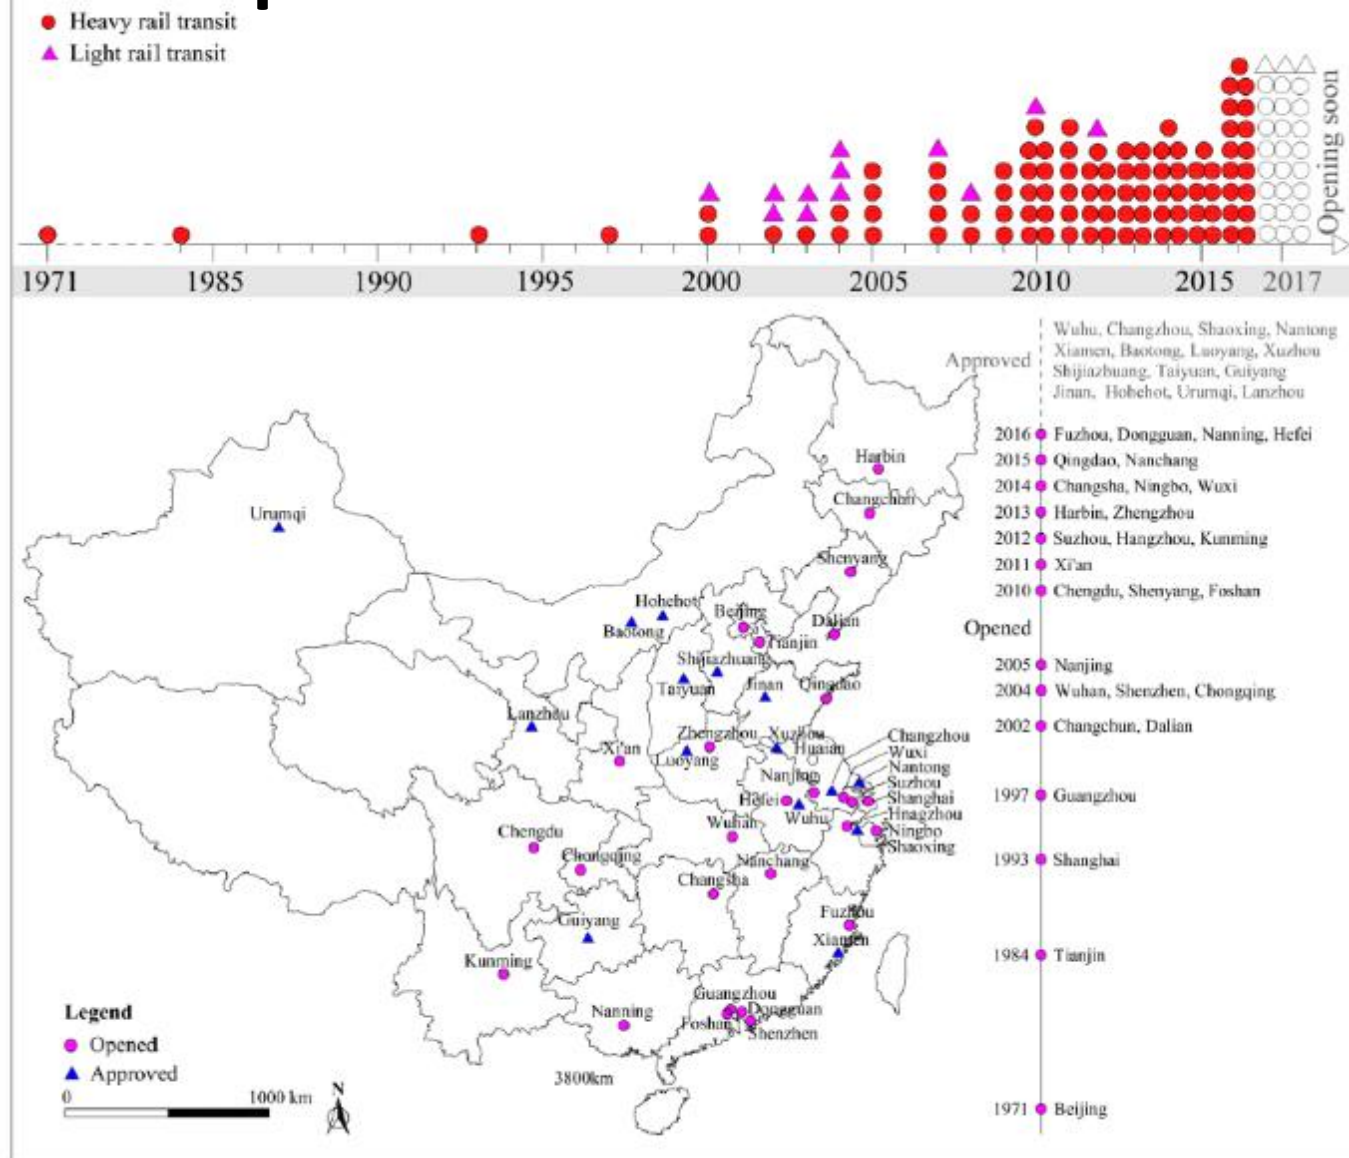 Heavy rail transit
Light rail transit
Opening soon
1971 1985 1990 1995 2000 2005 2010 2015 2017
Approved
Wuhu, Changzhou, Shaoxing, Nantong
Xiamen, Baotong, Luoyang, Xuzhou
Shijiazhuang, Taiyuan, Guiyang
Jinan, Hohehot, Urumqi, Lanzhou
2016 Fuzhou, Dongguan, Nanning, Hefei
2015 Qingdao, Nanchang
2014 Changsha, Ningbo, Wuxi
2013 Harbin, Zhengzhou
2012 Suzhou, Hangzhou, Kunming
2011 Xi'an
2010 Chengdu, Shenyang, Foshan
Opened
2005 Nanjing
2004 Wuhan, Shenzhen, Chongqing
2002 Changchun, Dalian
1997 Guangzhou
1993 Shanghai
1984 Tianjin
1971 Beijing
Harbin
Changchun
Urumqi
Shenyang
Hohehot
Baotong
Beijing
Dalian
Tianjin
Shijiazhuang
Taiyuan
Jinan
Qingdao
Lanzhou
Xi'an
Zhengzhou
Xuzhou
Luoyang
Huaian
Changzhou
Wuxi
Nantong
Suzhou
Shanghai
Hnagzhou
Ningbo
Shaoxing
Nanjing
Hefei
Wuhu
Wuhan
Chengdu
Chongqing
Nanchang
Changsha
Guiyang
Fuzhou
Xiamen
Kunming
Guangzhou
Nanning
Dongguan
Foshan
Shenzhen
3800km
Legend
Opened
Approved
0 1000 km
N